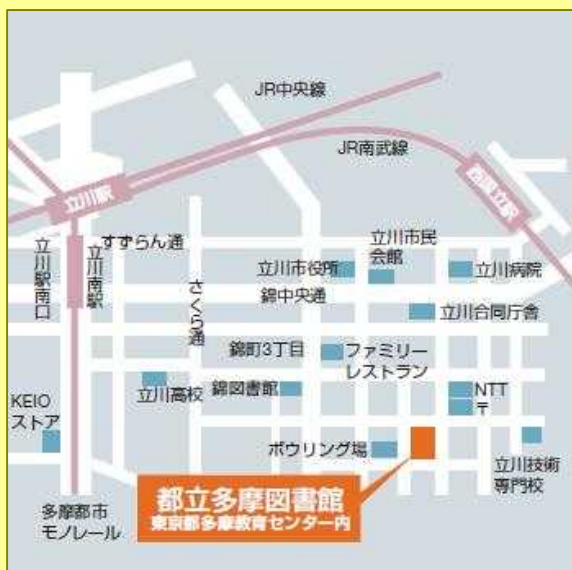 JR中央線
JR南武線
立川駅
西国立駅
立川駅南口
立川南駅
すずらん通
さくら通
立川市民
会館
立川市役所
立川病院
錦中央通
立川合同庁舎
錦町3丁目
ファミリー
レストラン
立川高校
錦図書館
NTT
〒
KEIO
ストア
ボウリング場
立川技術
専門校
都立多摩図書館
東京都多摩教育センター内
多摩都市
モノレール